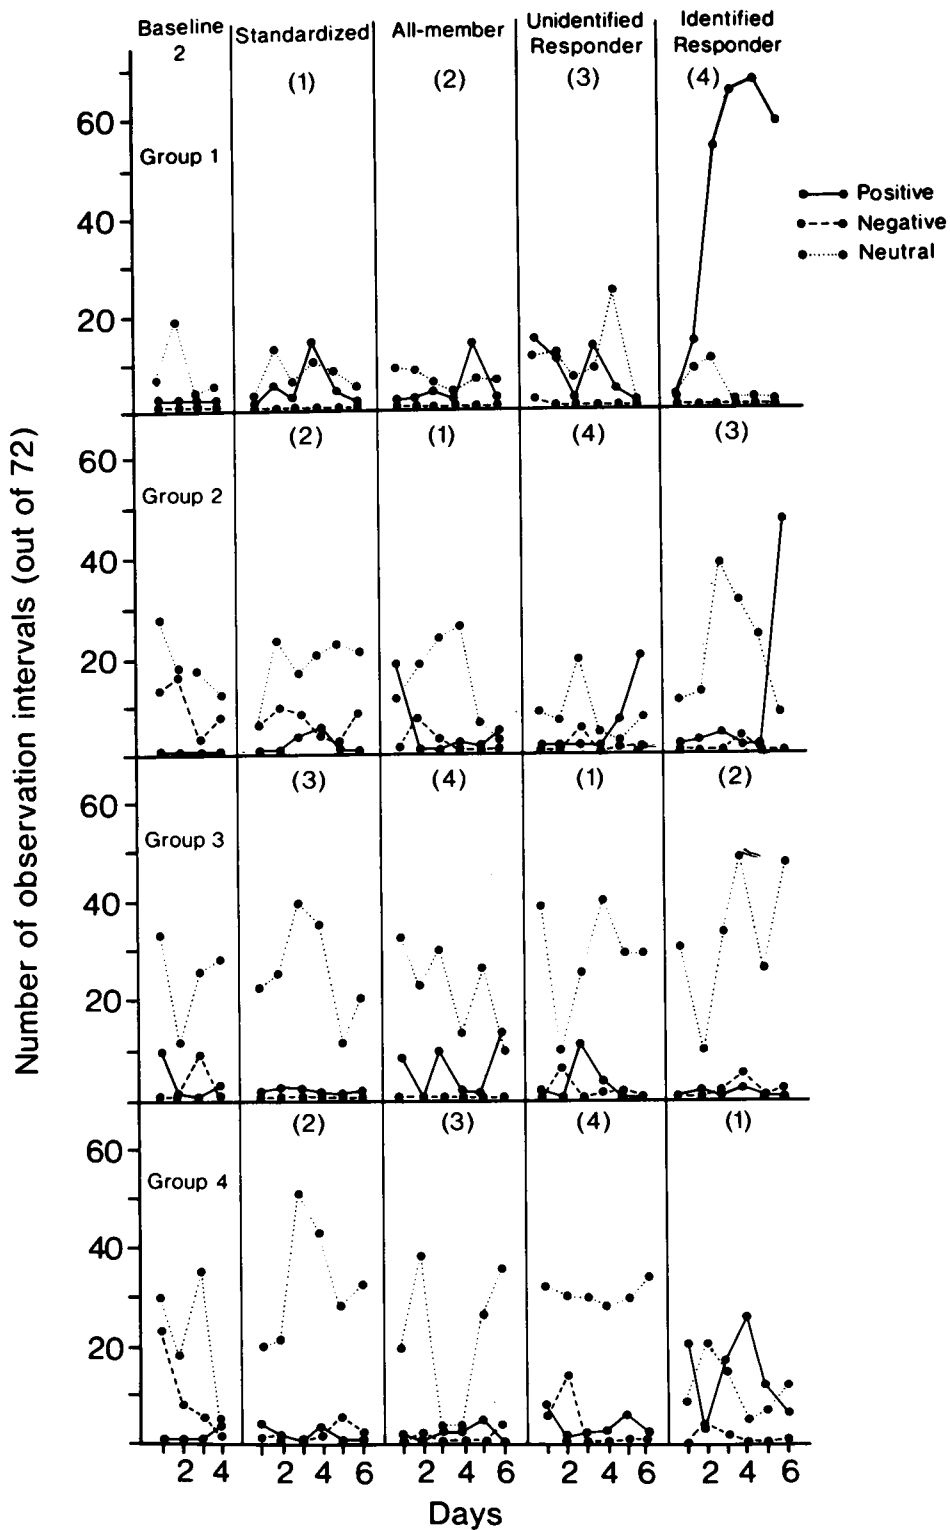 Baseline
2
Standardized
All-member
Unidentified
Responder
Identified
Responder
(1)
(2)
(3)
(4)
60
40
20
Group 1
Positive
Negative
Neutral
Number of observation intervals (out of 72)
(2)
(1)
(4)
(3)
60
40
20
Group 2
(3)
(4)
(1)
(2)
60
40
20
Group 3
(2)
(3)
(4)
(1)
60
40
20
Group 4
2 4
2 4 6
2 4 6
2 4 6
2 4 6
Days